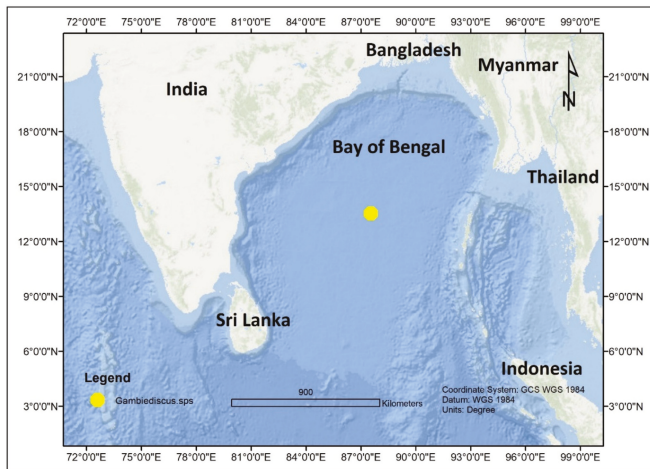 72°0'0"E 75°0'0"E 78°0'0"E 81°0'0"E 84°0'0"E 87°0'0"E 90°0'0"E 93°0'0"E 96°0'0"E 99°0'0"E
Bangladesh
Myanmar
21°0'0"N 21°0'0"N
India
N
18°0'0"N 18°0'0"N
Bay of Bengal
Thailand
15°0'0"N 15°0'0"N
12°0'0"N 12°0'0"N
9°0'0"N 9°0'0"N
Sri Lanka
6°0'0"N 6°0'0"N
Indonesia
Legend
900
Kilometers
Gambiediscus.sps
Coordinate System: GCS WGS 1984
Datum: WGS 1984
Units: Degree
3°0'0"N 3°0'0"N
72°0'0"E 75°0'0"E 78°0'0"E 81°0'0"E 84°0'0"E 87°0'0"E 90°0'0"E 93°0'0"E 96°0'0"E 99°0'0"E